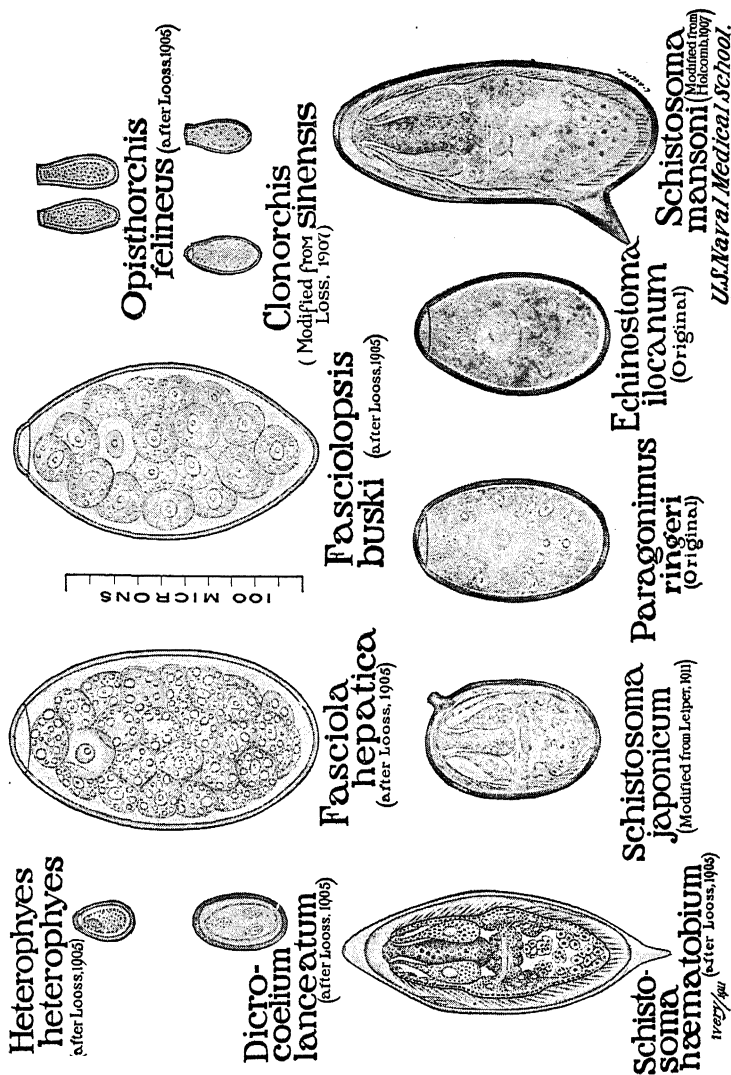 Heterophyes
heterophyes
(after Looss, 1905)
Dicro-
coelium
lanceatum
(after Looss, 1905)
Fasciola
hepatica
(after Looss, 1905)
100 MICRONS
Fasciolopsis
buski (after Looss, 1905)
Opisthorchis
felineus (after Looss, 1905)
Clonorchis
(Modified from sinensis
Loss, 1907)
Schisto-
soma
hæmatobium (after Looss, 1905)
Schistosoma
japonicum
(Modified from Leiper, 1911)
Paragonimus
ringeri
(Original)
Echinostoma
ilocanum
(Original)
Schistosoma
mansoni (Modified from
Holcomb, 1907)
U.S. Naval Medical School.